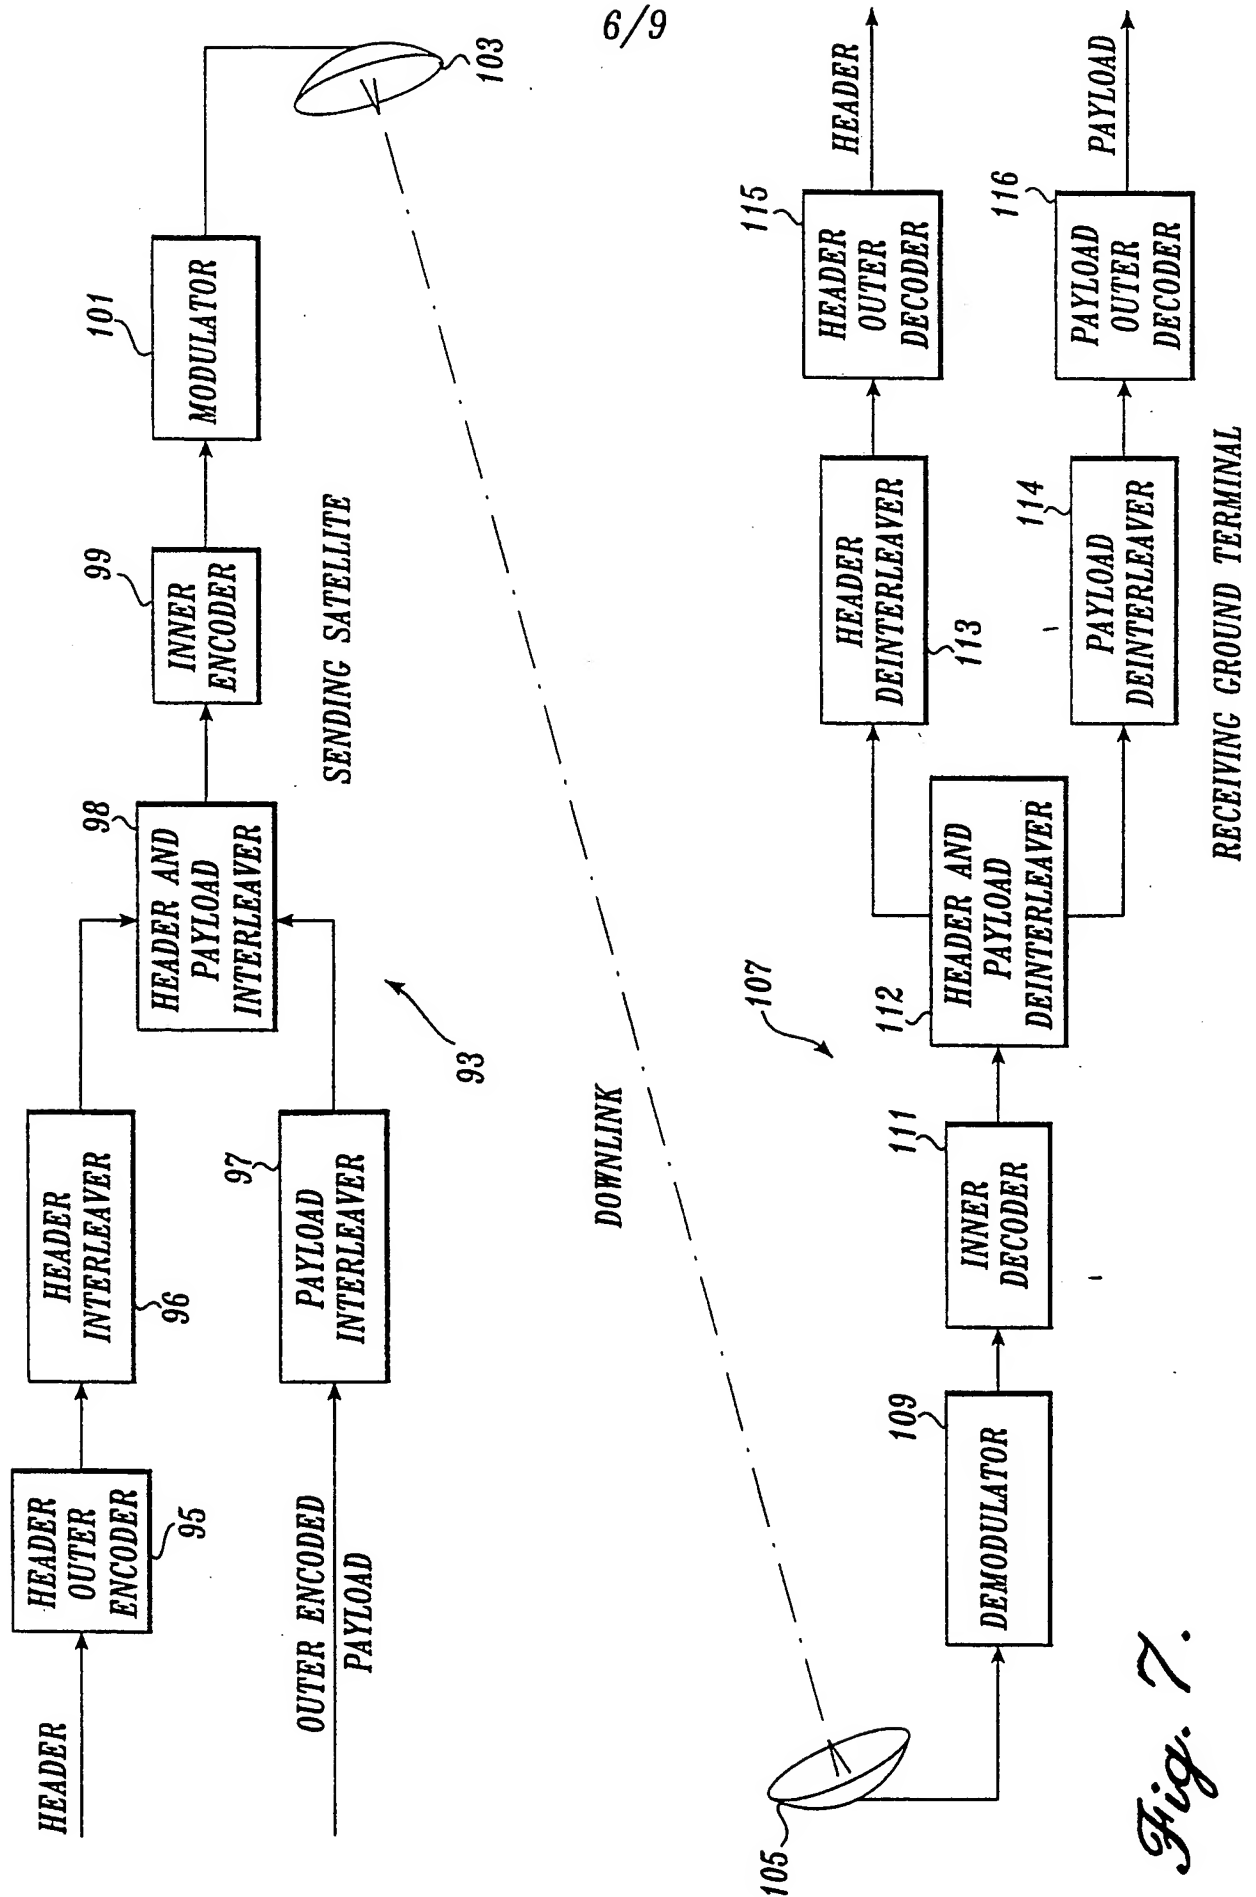 6/9
HEADER
HEADER
OUTER
ENCODER
95
HEADER
INTERLEAVER
96
OUTER ENCODED
PAYLOAD
PAYLOAD
INTERLEAVER
97
HEADER AND
PAYLOAD
INTERLEAVER
98
INNER
ENCODER
99
MODULATOR
101
103
93
SENDING SATELLITE
DOWNLINK
105
107
DEMODULATOR
109
INNER
DECODER
111
HEADER AND
PAYLOAD
DEINTERLEAVER
112
HEADER
DEINTERLEAVER
113
PAYLOAD
DEINTERLEAVER
114
HEADER
OUTER
DECODER
115
HEADER
PAYLOAD
OUTER
DECODER
116
PAYLOAD
RECEIVING GROUND TERMINAL
Fig. 7.